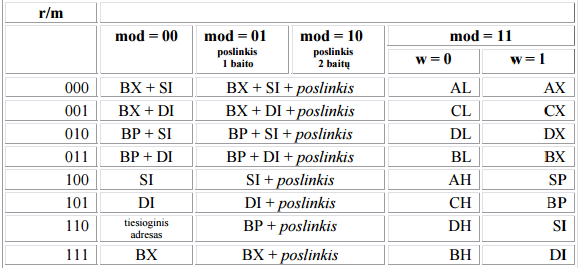 r/m
mod = 00 mod = 01 mod = 10 mod = 11
poslinkis 1 baito poslinkis 2 baitų w = 0 w = 1
000 BX + SI BX + SI + poslinkis AL AX
001 BX + DI BX + DI + poslinkis CL CX
010 BP + SI BP + SI + poslinkis DL DX
011 BP + DI BP + DI + poslinkis BL BX
100 SI SI + poslinkis AH SP
101 DI DI + poslinkis CH BP
110 tiesioginis adresas BP + poslinkis DH SI
111 BX BX + poslinkis BH DI